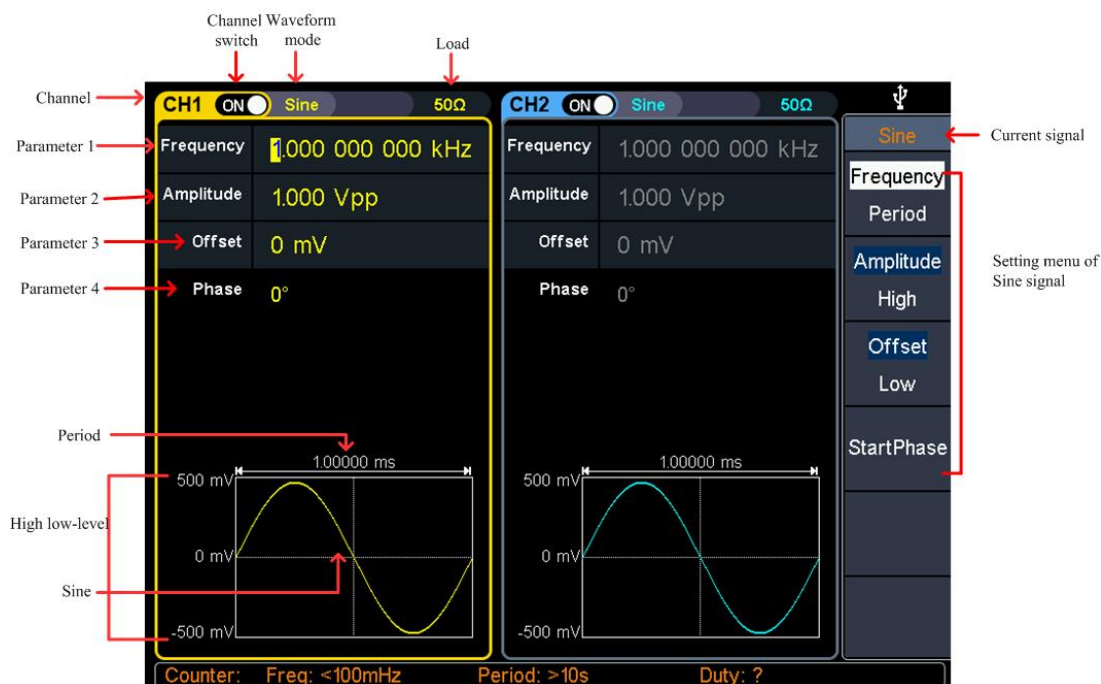 Channel Waveform
switch mode
Load
Channel
CH1 ON Sine 50Ω
CH2 ON Sine 50Ω
Parameter 1
Frequency 1.000 000 000 kHz
Frequency 1.000 000 000 kHz
Sine
Current signal
Parameter 2
Amplitude 1.000 Vpp
Amplitude 1.000 Vpp
Frequency
Period
Parameter 3
Offset 0 mV
Offset 0 mV
Amplitude
High
Setting menu of
Sine signal
Parameter 4
Phase 0°
Phase 0°
Offset
Low
StartPhase
Period
1.00000 ms
1.00000 ms
500 mV
500 mV
High low-level
0 mV
0 mV
Sine
-500 mV
-500 mV
Counter: Freq: <100mHz Period: >10s Duty: ?